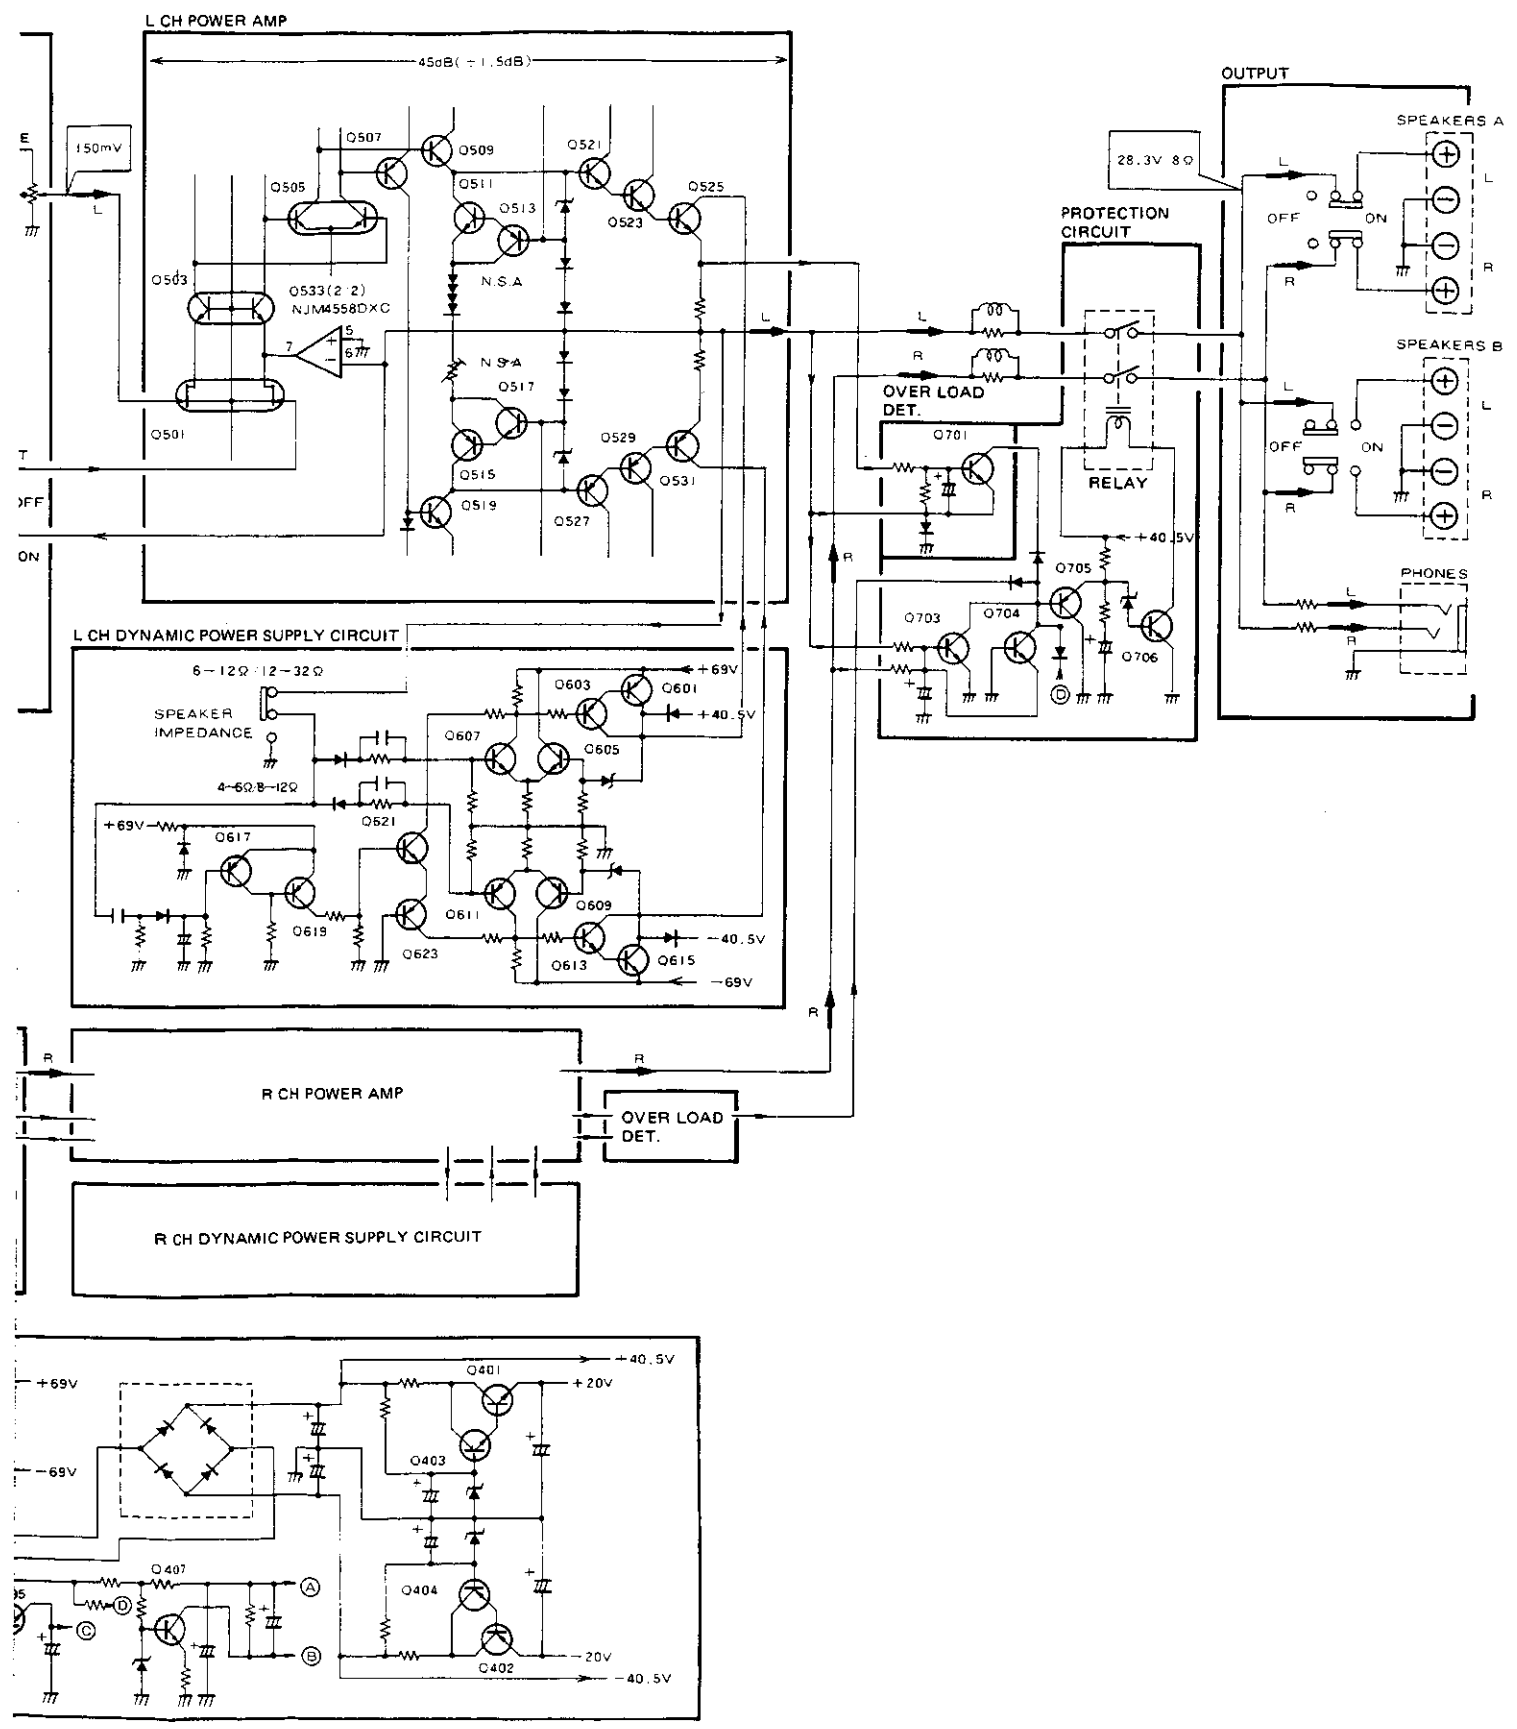 L CH POWER AMP
45dB(÷1.5dB)
E
150mV
L
Q507
Q509
Q505
Q511
Q513
Q521
Q523
Q525
N.S.A
Q503
Q533(2/2)
NJM4558DXC
7
5
6
+
−
N.S.A
Q517
Q501
Q515
Q519
Q529
Q527
Q531
T
OFF
ON
L
L
R
OVER LOAD
DET.
Q701
PROTECTION
CIRCUIT
RELAY
+40.5V
Q705
Q703
Q704
Q706
D
R
OUTPUT
28.3V 8Ω
SPEAKERS A
L
OFF
ON
R
L
R
SPEAKERS B
L
OFF
ON
R
L
R
PHONES
L
R
L CH DYNAMIC POWER SUPPLY CIRCUIT
6-12Ω/12-32Ω
SPEAKER
IMPEDANCE
4-6Ω/8-12Ω
+69V
Q603
Q601
+40.5V
Q607
Q605
Q621
+69V
Q617
Q619
Q611
Q609
Q623
Q613
Q615
-40.5V
-69V
R
R
R CH POWER AMP
R
OVER LOAD
DET.
R CH DYNAMIC POWER SUPPLY CIRCUIT
+69V
-69V
+40.5V
Q401
+20V
Q403
Q404
Q402
-20V
-40.5V
Q407
A
B
C
D